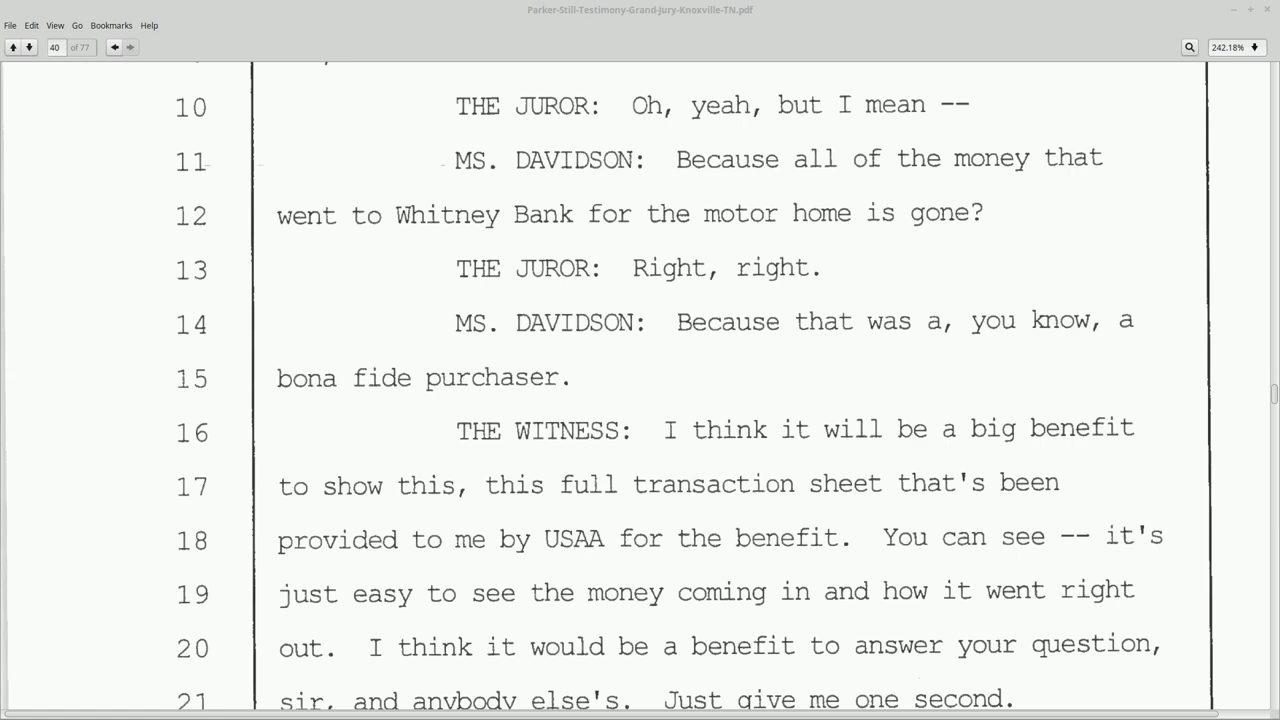 Parker-Still-Testimony-Grand-Jury-Knoxville-TN.pdf
File Edit View Go Bookmarks Help
40 of 77 242.18%
10 THE JUROR: Oh, yeah, but I mean --
11 MS. DAVIDSON: Because all of the money that
12 went to Whitney Bank for the motor home is gone?
13 THE JUROR: Right, right.
14 MS. DAVIDSON: Because that was a, you know, a
15 bona fide purchaser.
16 THE WITNESS: I think it will be a big benefit
17 to show this, this full transaction sheet that's been
18 provided to me by USAA for the benefit. You can see -- it's
19 just easy to see the money coming in and how it went right
20 out. I think it would be a benefit to answer your question,
21 sir, and anybody else's. Just give me one second.